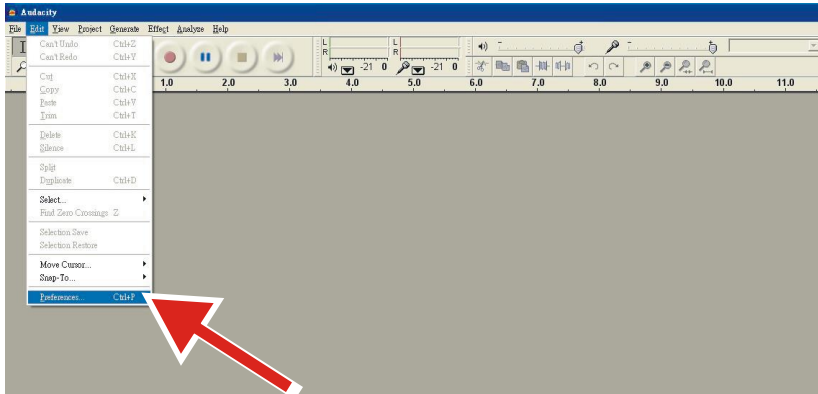 Audacity
File Edit View Project Generate Effect Analyze Help
Can't Undo Ctrl+Z
Can't Redo Ctrl+Y
Cut Ctrl+X
Copy Ctrl+C
Paste Ctrl+V
Trim Ctrl+T
Delete Ctrl+K
Silence Ctrl+L
Split
Duplicate Ctrl+D
Select...
Find Zero Crossings Z
Selection Save
Selection Restore
Move Cursor...
Snap-To...
Preferences... Ctrl+P
L L
R R
-21 0 -21 0
1.0 2.0 3.0 4.0 5.0 6.0 7.0 8.0 9.0 10.0 11.0